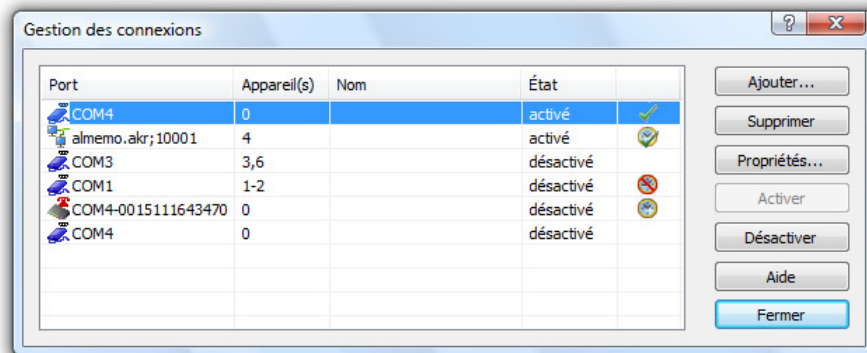 Gestion des connexions
Port Appareil(s) Nom État
COM4 0 activé
almemo.akr;10001 4 activé
COM3 3,6 désactivé
COM1 1-2 désactivé
COM4-0015111643470 0 désactivé
COM4 0 désactivé
Ajouter...
Supprimer
Propriétés...
Activer
Désactiver
Aide
Fermer